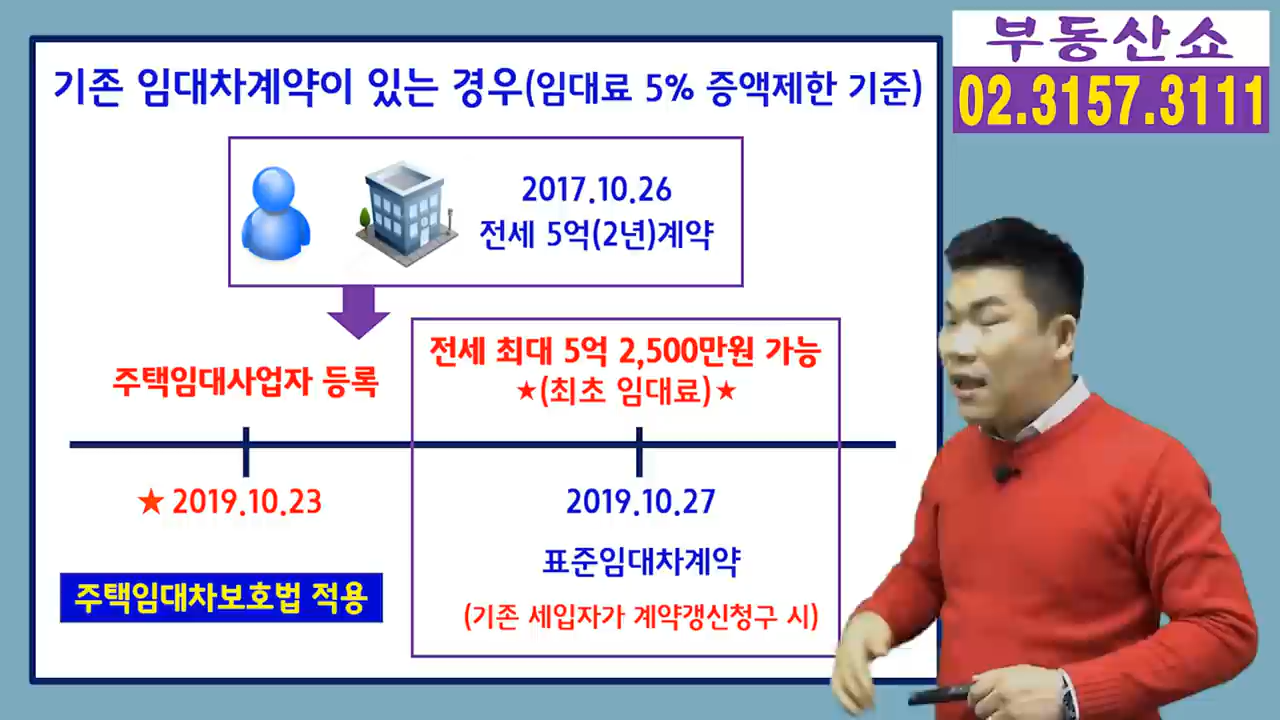 부동산쇼
02.3157.3111
기존 임대차계약이 있는 경우(임대료 5% 증액제한 기준)
2017.10.26
전세 5억(2년)계약
주택임대사업자 등록
전세 최대 5억 2,500만원 가능
★(최초 임대료)★
★ 2019.10.23
2019.10.27
표준임대차계약
주택임대차보호법 적용
(기존 세입자가 계약갱신청구 시)